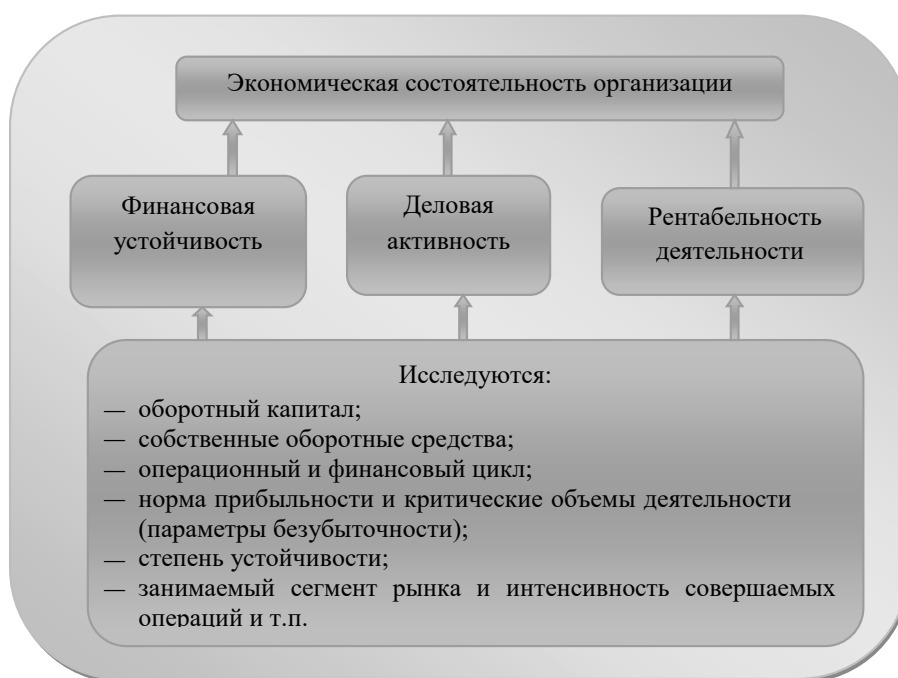 Экономическая состоятельность организации
Финансовая
устойчивость
Деловая
активность
Рентабельность
деятельности
Исследуются:
— оборотный капитал;
— собственные оборотные средства;
— операционный и финансовый цикл;
— норма прибыльности и критические объемы деятельности
(параметры безубыточности);
— степень устойчивости;
— занимаемый сегмент рынка и интенсивность совершаемых
операций и т.п.